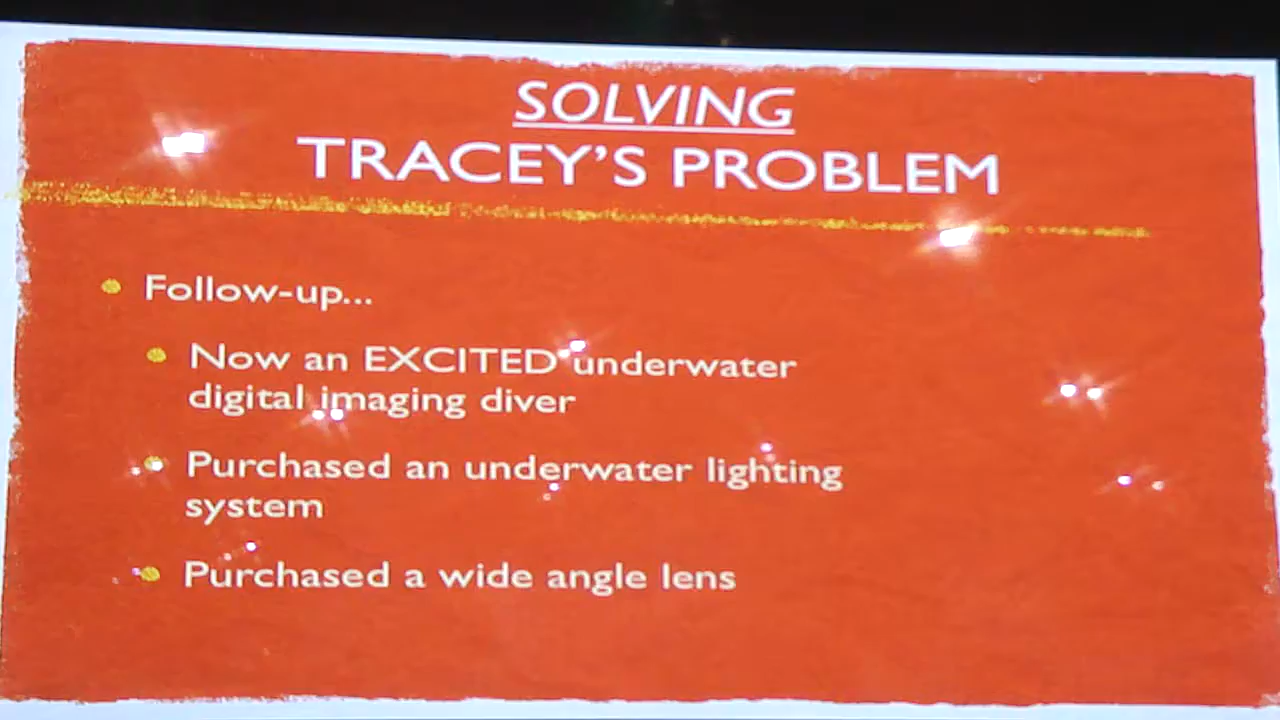 SOLVING
TRACEY'S PROBLEM
Follow-up...
Now an EXCITED underwater
digital imaging diver
Purchased an underwater lighting
system
Purchased a wide angle lens